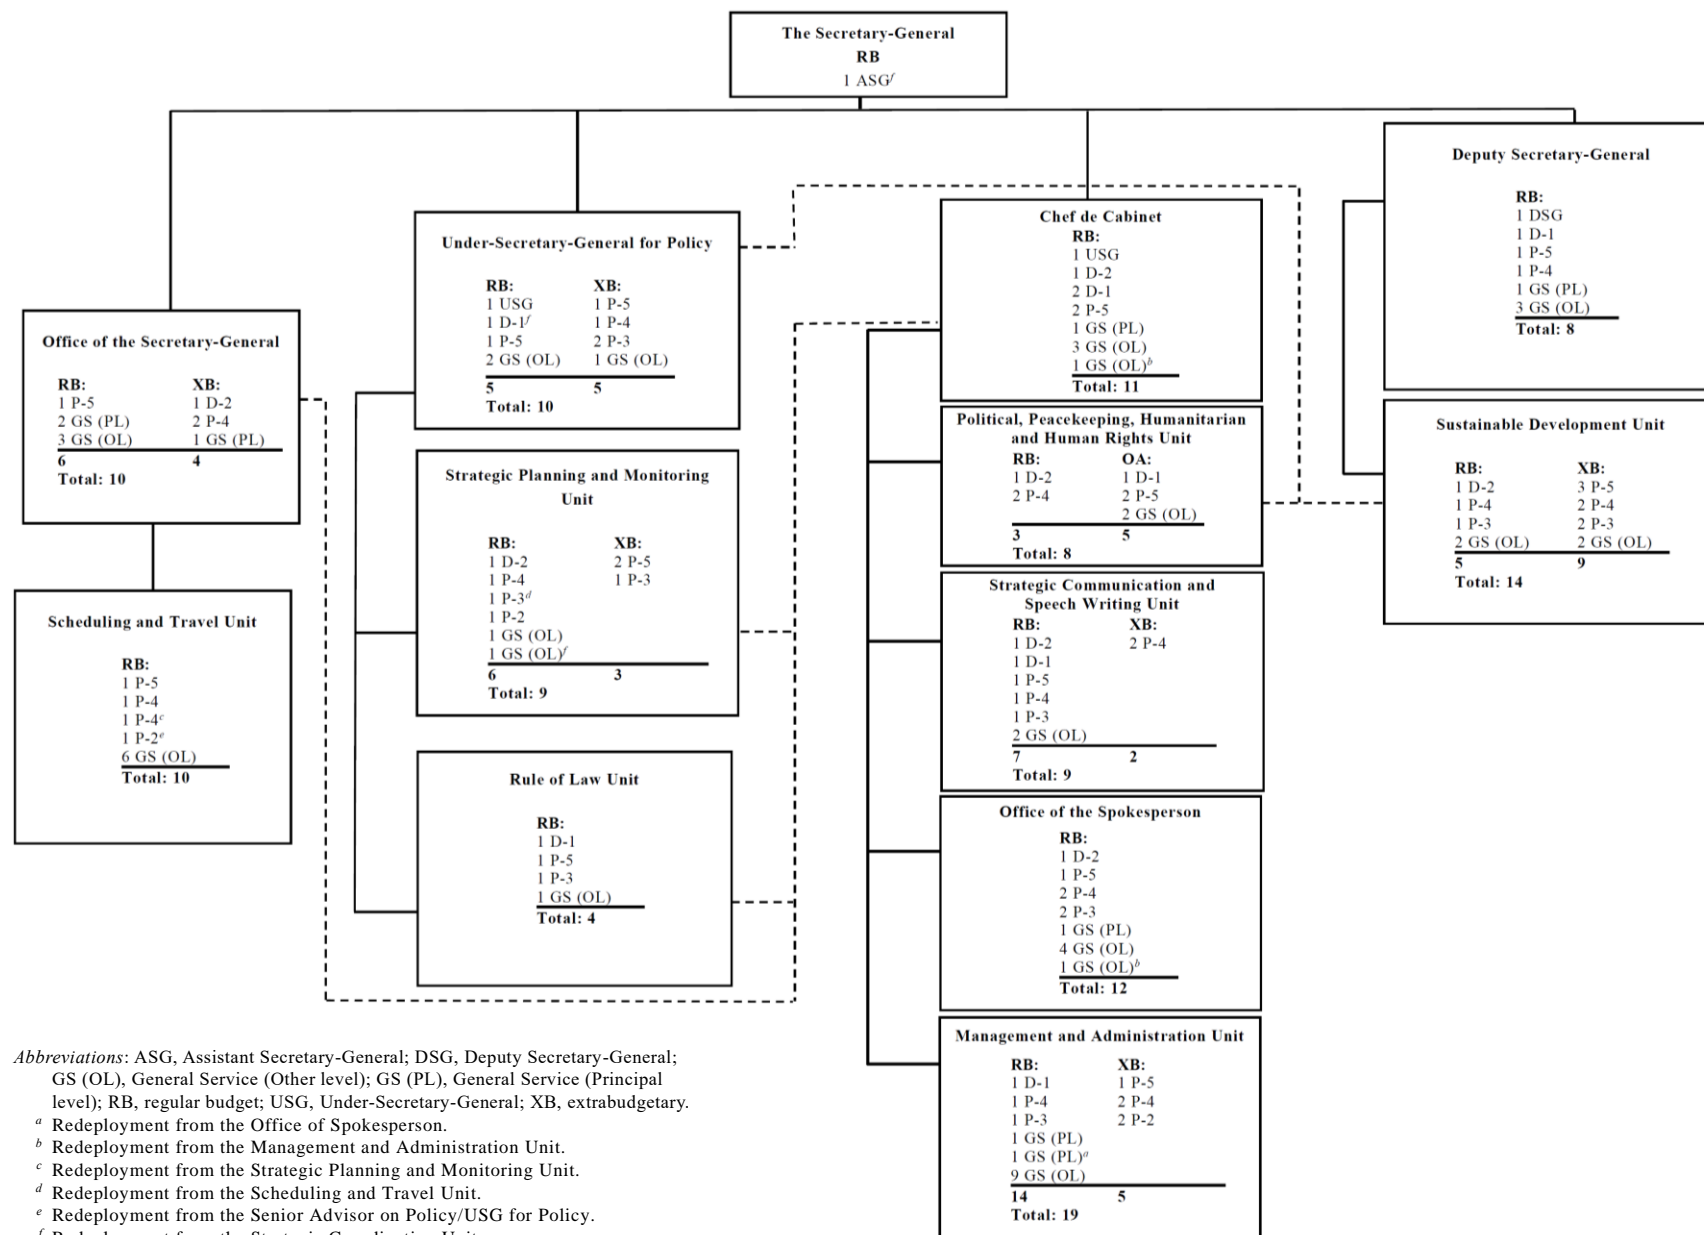 The Secretary-General
RB
1 ASG^f
Office of the Secretary-General
RB: XB:
1 P-5 1 D-2
2 GS (PL) 2 P-4
3 GS (OL) 1 GS (PL)
6 4
Total: 10
Scheduling and Travel Unit
RB:
1 P-5
1 P-4
1 P-4^c
1 P-2^e
6 GS (OL)
Total: 10
Under-Secretary-General for Policy
RB: XB:
1 USG 1 P-5
1 D-1^f 1 P-4
1 P-5 2 P-3
2 GS (OL) 1 GS (OL)
5 5
Total: 10
Strategic Planning and Monitoring
Unit
RB: XB:
1 D-2 2 P-5
1 P-4 1 P-3
1 P-3^d
1 P-2
1 GS (OL)
1 GS (OL)^f
6 3
Total: 9
Rule of Law Unit
RB:
1 D-1
1 P-5
1 P-3
1 GS (OL)
Total: 4
Chef de Cabinet
RB:
1 USG
1 D-2
2 D-1
2 P-5
1 GS (PL)
3 GS (OL)
1 GS (OL)^b
Total: 11
Political, Peacekeeping, Humanitarian
and Human Rights Unit
RB: OA:
1 D-2 1 D-1
2 P-4 2 P-5
2 GS (OL)
3 5
Total: 8
Strategic Communication and
Speech Writing Unit
RB: XB:
1 D-2 2 P-4
1 D-1
1 P-5
1 P-4
1 P-3
2 GS (OL)
7 2
Total: 9
Office of the Spokesperson
RB:
1 D-2
1 P-5
2 P-4
2 P-3
1 GS (PL)
4 GS (OL)
1 GS (OL)^b
Total: 12
Management and Administration Unit
RB: XB:
1 D-1 1 P-5
1 P-4 2 P-4
1 P-3 2 P-2
1 GS (PL)
1 GS (PL)^a
9 GS (OL)
14 5
Total: 19
Deputy Secretary-General
RB:
1 DSG
1 D-1
1 P-5
1 P-4
1 GS (PL)
3 GS (OL)
Total: 8
Sustainable Development Unit
RB: XB:
1 D-2 3 P-5
1 P-4 2 P-4
1 P-3 2 P-3
2 GS (OL) 2 GS (OL)
5 9
Total: 14
Abbreviations: ASG, Assistant Secretary-General; DSG, Deputy Secretary-General;
GS (OL), General Service (Other level); GS (PL), General Service (Principal
level); RB, regular budget; USG, Under-Secretary-General; XB, extrabudgetary.
^a Redeployment from the Office of Spokesperson.
^b Redeployment from the Management and Administration Unit.
^c Redeployment from the Strategic Planning and Monitoring Unit.
^d Redeployment from the Scheduling and Travel Unit.
^e Redeployment from the Senior Advisor on Policy/USG for Policy.
^f Redeployment from the Strategic Coordination Unit